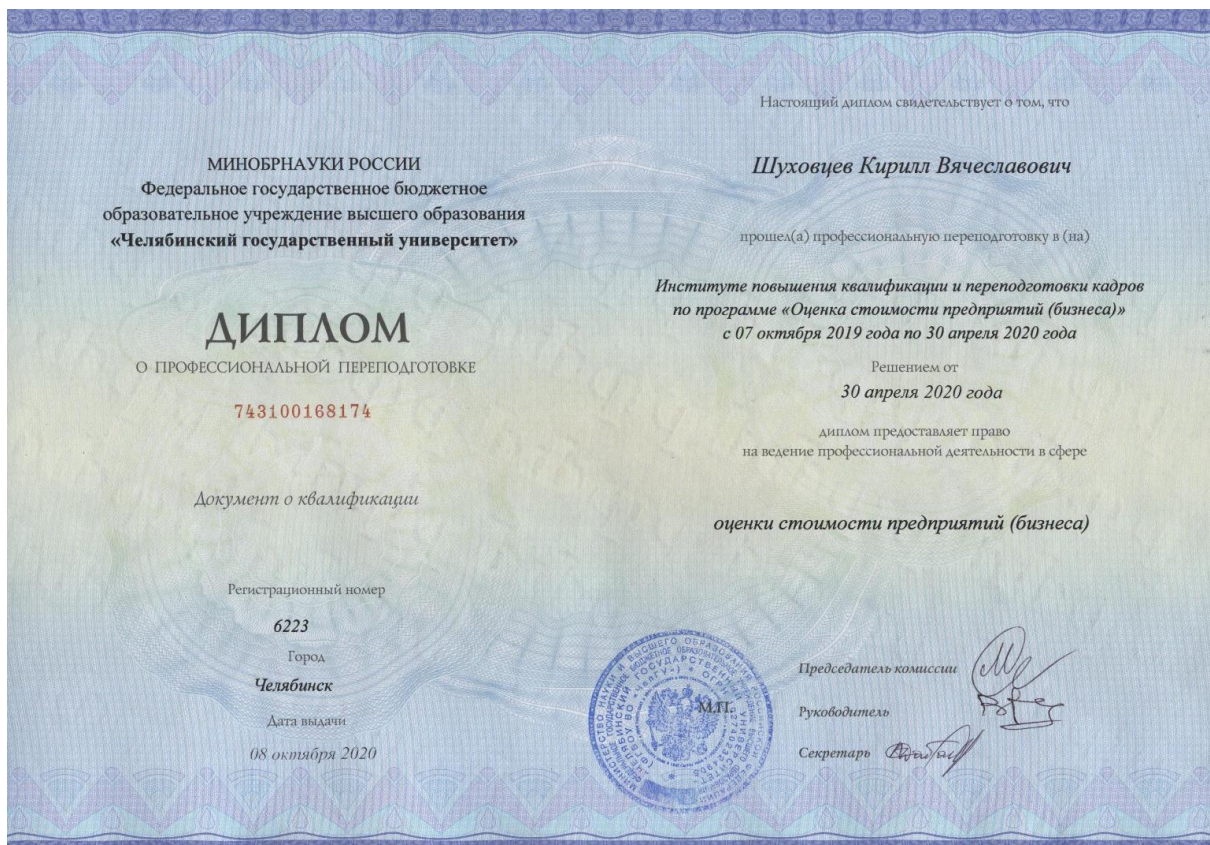 МИНОБРНАУКИ РОССИИ
Федеральное государственное бюджетное
образовательное учреждение высшего образования
«Челябинский государственный университет»
ДИПЛОМ
О ПРОФЕССИОНАЛЬНОЙ ПЕРЕПОДГОТОВКЕ
743100168174
Документ о квалификации
Регистрационный номер
6223
Город
Челябинск
Дата выдачи
08 октября 2020
Настоящий диплом свидетельствует о том, что
Шуховцев Кирилл Вячеславович
прошел(а) профессиональную переподготовку в (на)
Институте повышения квалификации и переподготовки кадров
по программе «Оценка стоимости предприятий (бизнеса)»
с 07 октября 2019 года по 30 апреля 2020 года
Решением от
30 апреля 2020 года
диплом предоставляет право
на ведение профессиональной деятельности в сфере
оценки стоимости предприятий (бизнеса)
М.П.
Председатель комиссии
Руководитель
Секретарь